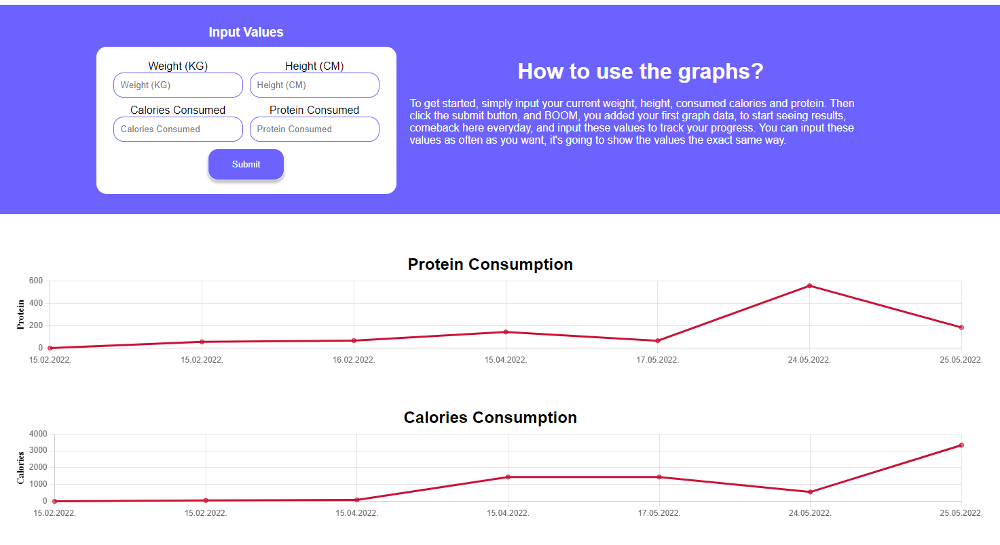 Input Values
Weight (KG)
Height (CM)
Weight (KG)
Height (CM)
Calories Consumed
Protein Consumed
Calories Consumed
Protein Consumed
Submit
How to use the graphs?
To get started, simply input your current weight, height, consumed calories and protein. Then
click the submit button, and BOOM, you added your first graph data, to start seeing results,
comeback here everyday, and input these values to track your progress. You can input these
values as often as you want, it's going to show the values the exact same way.
Protein Consumption
Protein
600
400
200
0
15.02.2022.
15.02.2022.
16.02.2022.
15.04.2022.
17.05.2022.
24.05.2022.
25.05.2022.
Calories Consumption
Calories
4000
3000
2000
1000
0
15.02.2022.
15.02.2022.
15.04.2022.
15.04.2022.
17.05.2022.
24.05.2022.
25.05.2022.